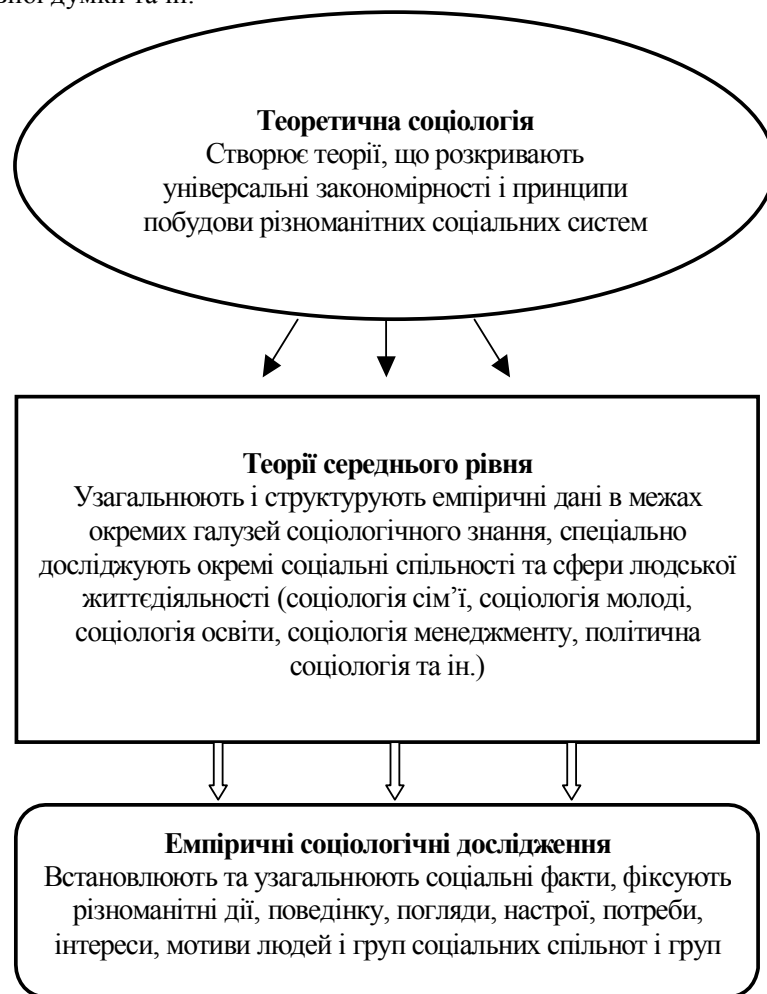 думки та ін.
Теоретична соціологія
Створює теорії, що розкривають
універсальні закономірності і принципи
побудови різноманітних соціальних систем
Теорії середнього рівня
Узагальнюють і структурують емпіричні дані в межах
окремих галузей соціологічного знання, спеціально
досліджують окремі соціальні спільності та сфери людської
життєдіяльності (соціологія сім’ї, соціологія молоді,
соціологія освіти, соціологія менеджменту, політична
соціологія та ін.)
Емпіричні соціологічні дослідження
Встановлюють та узагальнюють соціальні факти, фіксують
різноманітні дії, поведінку, погляди, настрої, потреби,
інтереси, мотиви людей і груп соціальних спільнот і груп